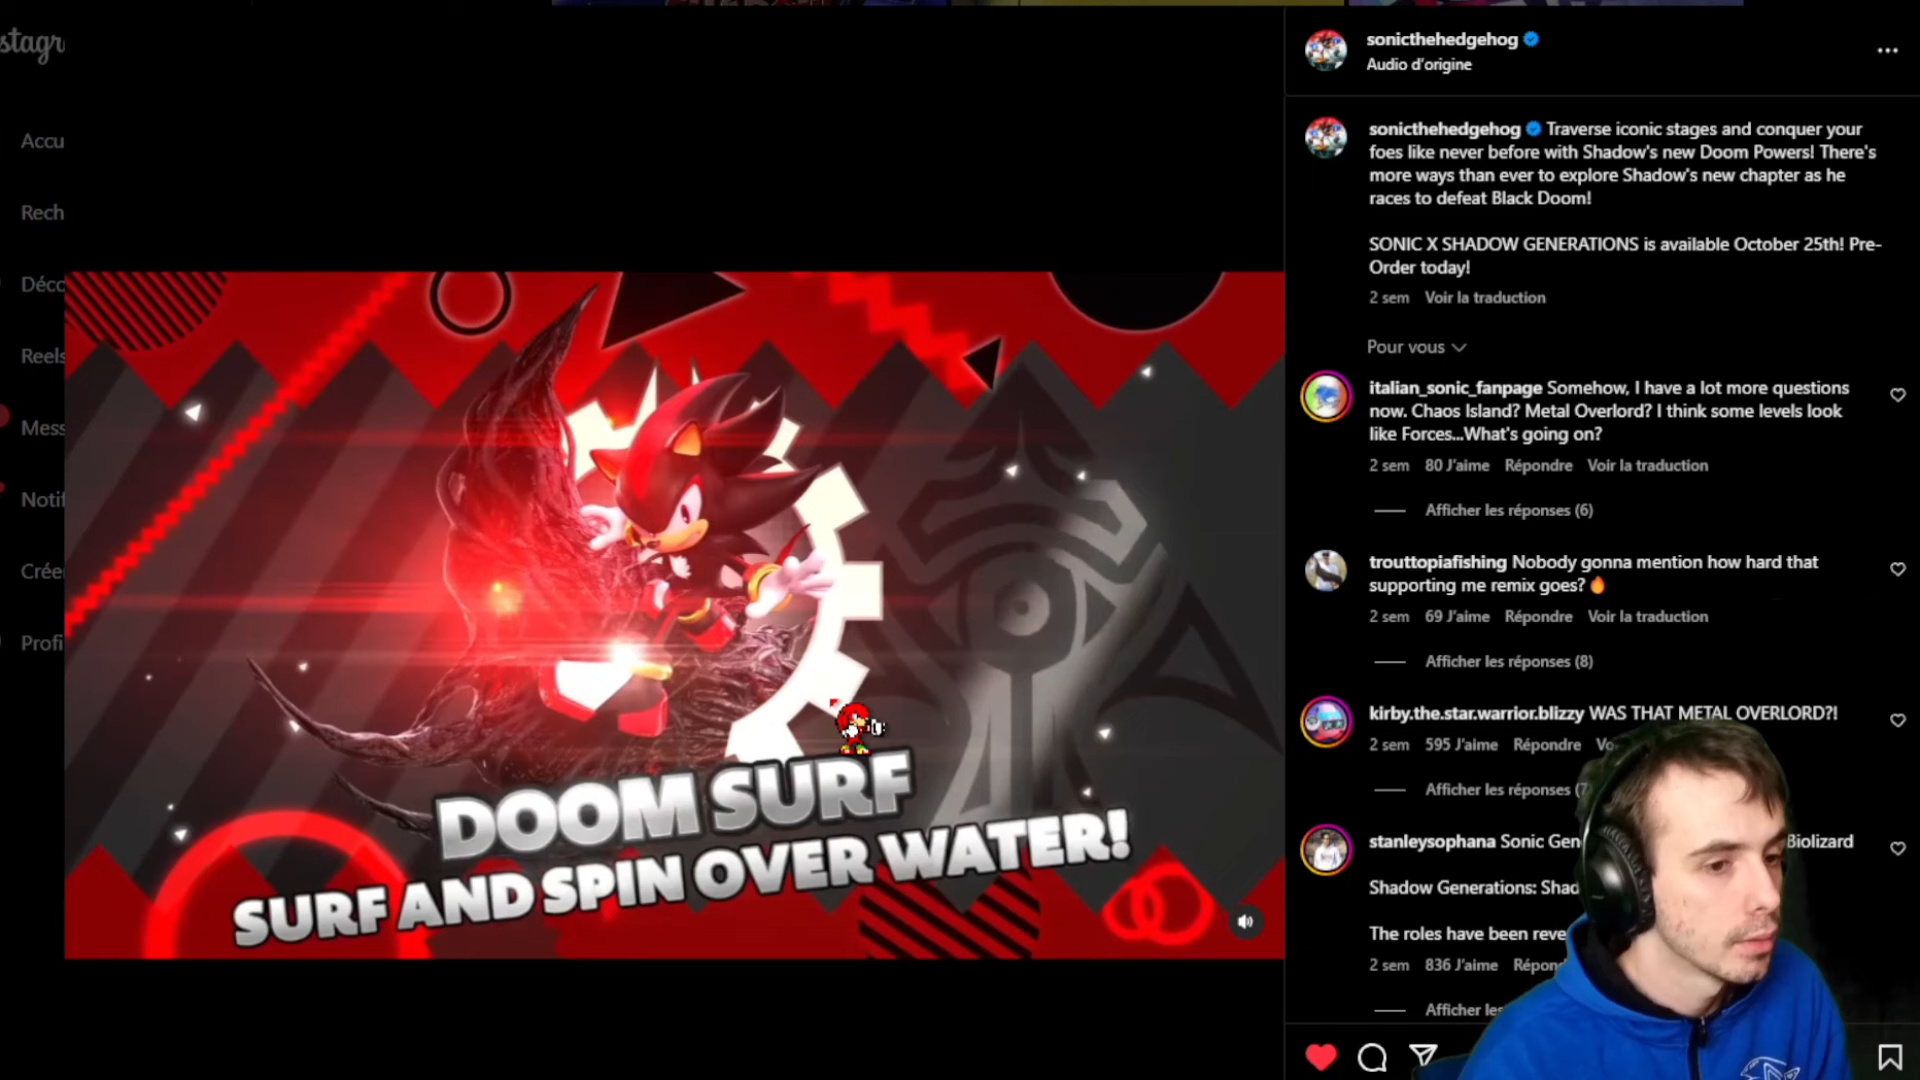 stagr
Accu
Rech
Déco
Reels
Mess
Notif
Créer
Profi
DOOM SURF
SURF AND SPIN OVER WATER!
sonicthehedgehog
Audio d'origine
sonicthehedgehog Traverse iconic stages and conquer your
foes like never before with Shadow's new Doom Powers! There's
more ways than ever to explore Shadow's new chapter as he
races to defeat Black Doom!
SONIC X SHADOW GENERATIONS is available October 25th! Pre-
Order today!
2 sem Voir la traduction
Pour vous
italian_sonic_fanpage Somehow, I have a lot more questions
now. Chaos Island? Metal Overlord? I think some levels look
like Forces...What's going on?
2 sem 80 J'aime Répondre Voir la traduction
Afficher les réponses (6)
trouttopiafishing Nobody gonna mention how hard that
supporting me remix goes?🔥
2 sem 69 J'aime Répondre Voir la traduction
Afficher les réponses (8)
kirby.the.star.warrior.blizzy WAS THAT METAL OVERLORD?!
2 sem 595 J'aime Répondre Vo
Afficher les réponses (7
stanleysophana Sonic Gen Biolizard
Shadow Generations: Shad
The roles have been reve
2 sem 836 J'aime Répond
Afficher les